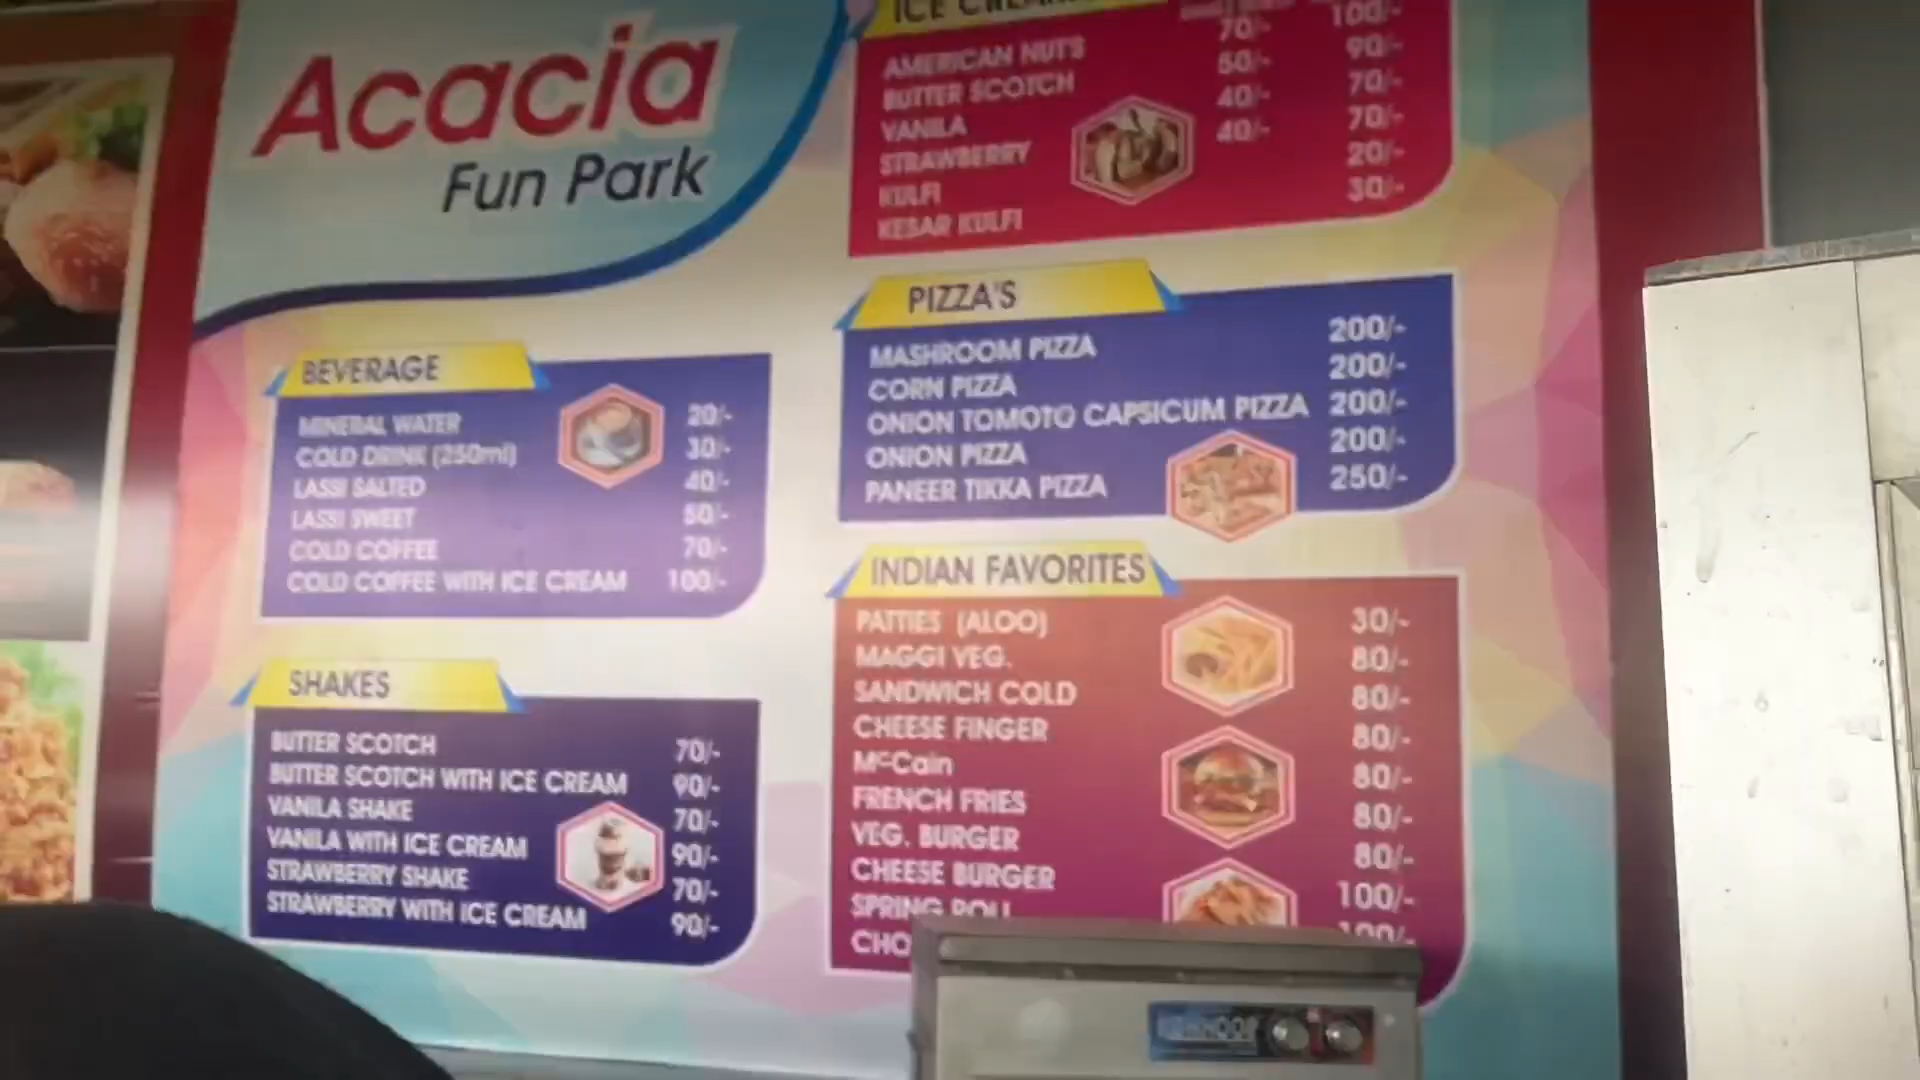 Acacia
Fun Park
BEVERAGE
MINERAL WATER 20/-
COLD DRINK (250ml) 30/-
LASSI SALTED 40/-
LASSI SWEET 50/-
COLD COFFEE 70/-
COLD COFFEE WITH ICE CREAM 100/-
SHAKES
BUTTER SCOTCH 70/-
BUTTER SCOTCH WITH ICE CREAM 90/-
VANILA SHAKE 70/-
VANILA WITH ICE CREAM 90/-
STRAWBERRY SHAKE 70/-
STRAWBERRY WITH ICE CREAM 90/-
ICE CREAM
AMERICAN NUTS 70/- 100/-
BUTTER SCOTCH 50/- 90/-
VANILA 40/- 70/-
STRAWBERRY 40/- 70/-
KULFI 20/-
KESAR KULFI 30/-
PIZZA'S
MASHROOM PIZZA 200/-
CORN PIZZA 200/-
ONION TOMOTO CAPSICUM PIZZA 200/-
ONION PIZZA 200/-
PANEER TIKKA PIZZA 250/-
INDIAN FAVORITES
PATTIES (ALOO) 30/-
MAGGI VEG. 80/-
SANDWICH COLD 80/-
CHEESE FINGER 80/-
McCain 80/-
FRENCH FRIES 80/-
VEG. BURGER 80/-
CHEESE BURGER 100/-
SPRING ROLL 100/-